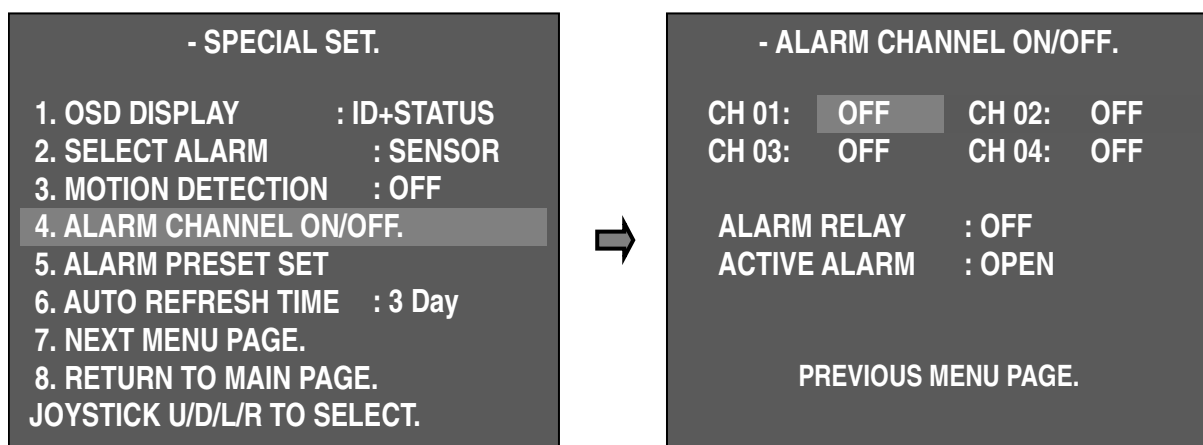 - SPECIAL SET.
1. OSD DISPLAY : ID+STATUS
2. SELECT ALARM : SENSOR
3. MOTION DETECTION : OFF
4. ALARM CHANNEL ON/OFF.
5. ALARM PRESET SET
6. AUTO REFRESH TIME : 3 Day
7. NEXT MENU PAGE.
8. RETURN TO MAIN PAGE.
JOYSTICK U/D/L/R TO SELECT.
- ALARM CHANNEL ON/OFF.
CH 01: OFF CH 02: OFF
CH 03: OFF CH 04: OFF
ALARM RELAY : OFF
ACTIVE ALARM : OPEN
PREVIOUS MENU PAGE.